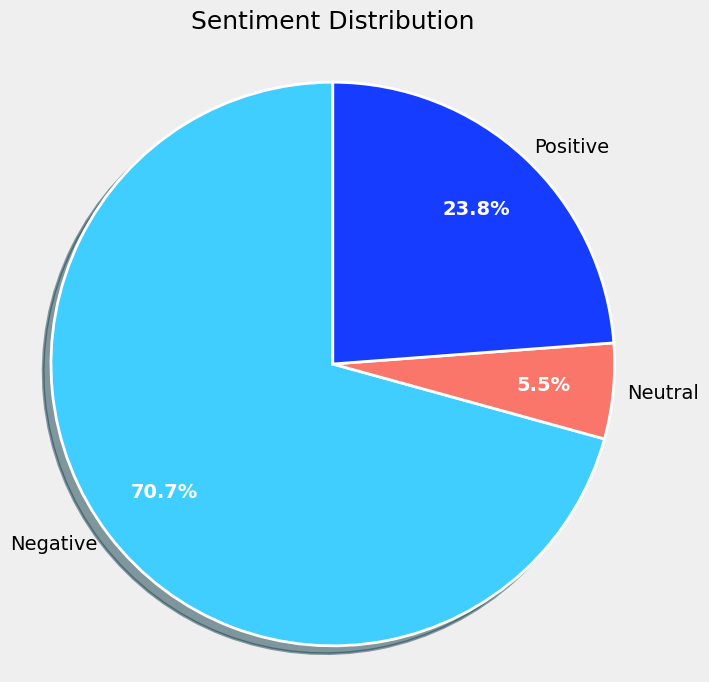 Sentiment Distribution
Positive
23.8%
5.5%
Neutral
70.7%
Negative